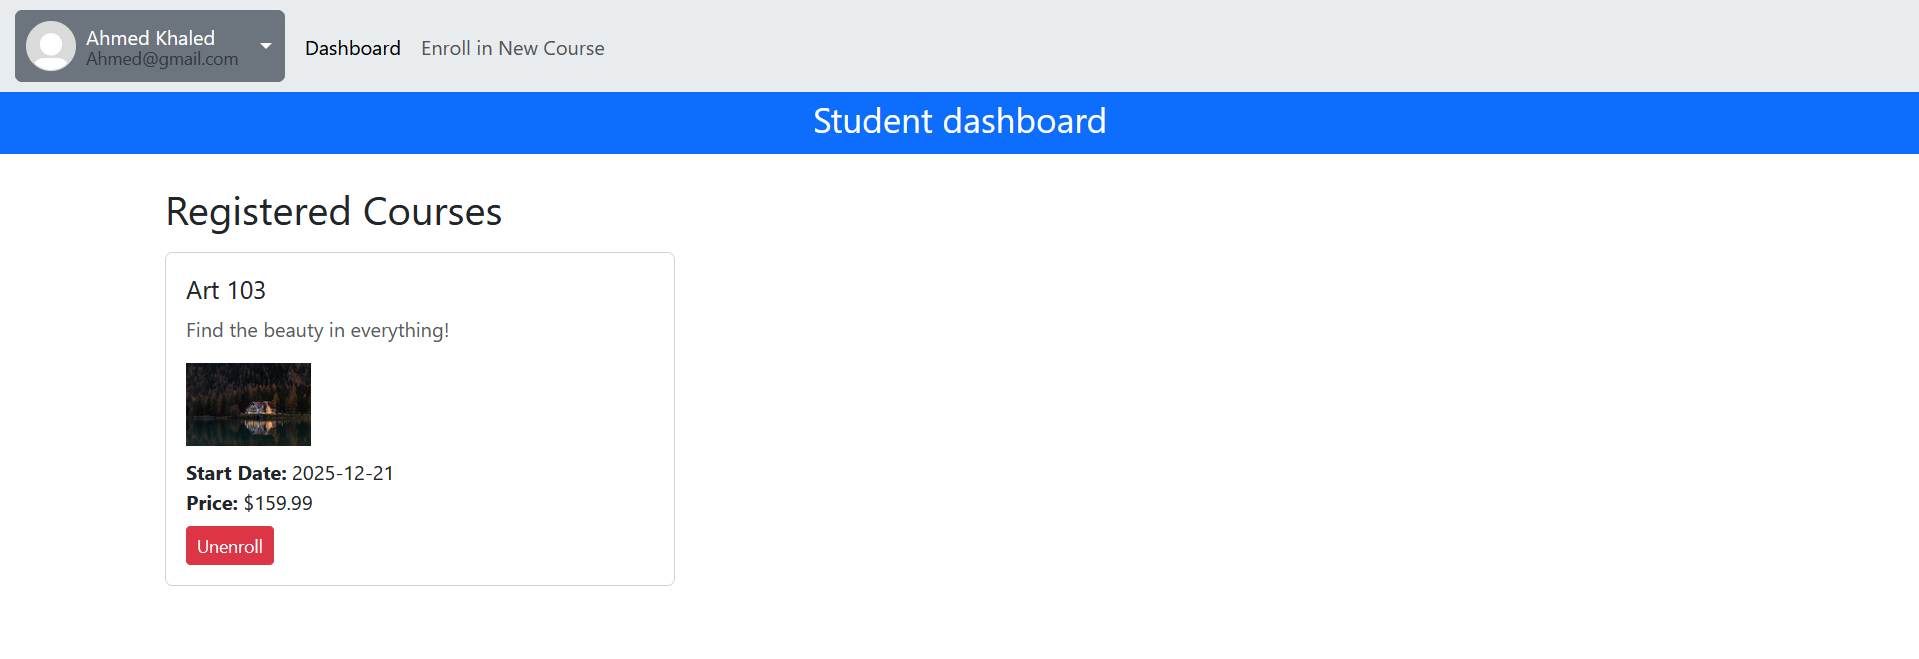 Ahmed Khaled
Ahmed@gmail.com
Dashboard
Enroll in New Course
Student dashboard
Registered Courses
Art 103
Find the beauty in everything!
Start Date: 2025-12-21
Price: $159.99
Unenroll